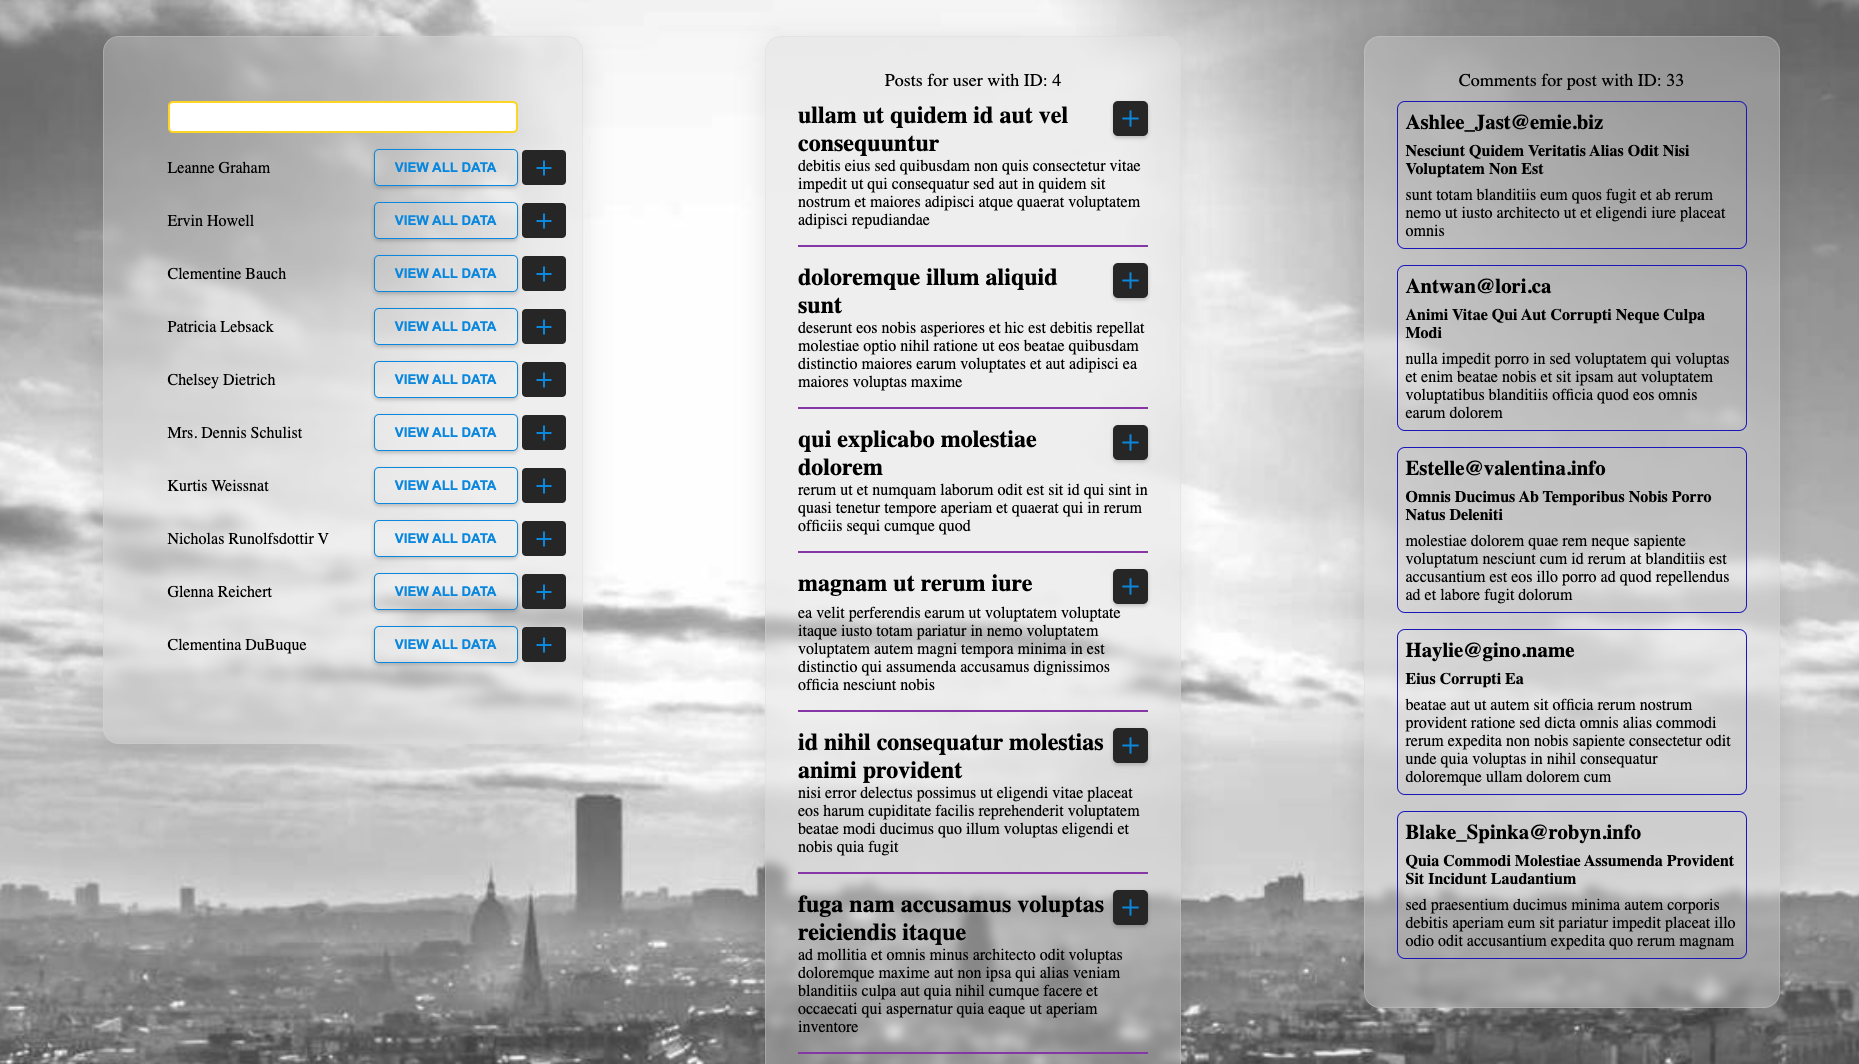 Leanne Graham VIEW ALL DATA +
Ervin Howell VIEW ALL DATA +
Clementine Bauch VIEW ALL DATA +
Patricia Lebsack VIEW ALL DATA +
Chelsey Dietrich VIEW ALL DATA +
Mrs. Dennis Schulist VIEW ALL DATA +
Kurtis Weissnat VIEW ALL DATA +
Nicholas Runolfsdottir V VIEW ALL DATA +
Glenna Reichert VIEW ALL DATA +
Clementina DuBuque VIEW ALL DATA +
Posts for user with ID: 4
ullam ut quidem id aut vel +
consequuntur
debitis eius sed quibusdam non quis consectetur vitae
impedit ut qui consequatur sed aut in quidem sit
nostrum et maiores adipisci atque quaerat voluptatem
adipisci repudiandae
doloremque illum aliquid +
sunt
deserunt eos nobis asperiores et hic est debitis repellat
molestiae optio nihil ratione ut eos beatae quibusdam
distinctio maiores earum voluptates et aut adipisci ea
maiores voluptas maxime
qui explicabo molestiae +
dolorem
rerum ut et numquam laborum odit est sit id qui sint in
quasi tenetur tempore aperiam et quaerat qui in rerum
officiis sequi cumque quod
magnam ut rerum iure +
ea velit perferendis earum ut voluptatem voluptate
itaque iusto totam pariatur in nemo voluptatem
voluptatem autem magni tempora minima in est
distinctio qui assumenda accusamus dignissimos
officia nesciunt nobis
id nihil consequatur molestias +
animi provident
nisi error delectus possimus ut eligendi vitae placeat
eos harum cupiditate facilis reprehenderit voluptatem
beatae modi ducimus quo illum voluptas eligendi et
nobis quia fugit
fuga nam accusamus voluptas +
reiciendis itaque
ad mollitia et omnis minus architecto odit voluptas
doloremque maxime aut non ipsa qui alias veniam
blanditiis culpa aut quia nihil cumque facere et
occaecati qui aspernatur quia eaque ut aperiam
inventore
Comments for post with ID: 33
Ashlee_Jast@emie.biz
Nesciunt Quidem Veritatis Alias Odit Nisi
Voluptatem Non Est
sunt totam blanditiis eum quos fugit et ab rerum
nemo ut iusto architecto ut et eligendi iure placeat
omnis
Antwan@lori.ca
Animi Vitae Qui Aut Corrupti Neque Culpa
Modi
nulla impedit porro in sed voluptatem qui voluptas
et enim beatae nobis et sit ipsam aut voluptatem
voluptatibus blanditiis officia quod eos omnis
earum dolorem
Estelle@valentina.info
Omnis Ducimus Ab Temporibus Nobis Porro
Natus Deleniti
molestiae dolorem quae rem neque sapiente
voluptatum nesciunt cum id rerum at blanditiis est
accusantium est eos illo porro ad quod repellendus
ad et labore fugit dolorum
Haylie@gino.name
Eius Corrupti Ea
beatae aut ut autem sit officia rerum nostrum
provident ratione sed dicta omnis alias commodi
rerum expedita non nobis sapiente consectetur odit
unde quia voluptas in nihil consequatur
doloremque ullam dolorem cum
Blake_Spinka@robyn.info
Quia Commodi Molestiae Assumenda Provident
Sit Incidunt Laudantium
sed praesentium ducimus minima autem corporis
debitis aperiam eum sit pariatur impedit placeat illo
odio odit accusantium expedita quo rerum magnam